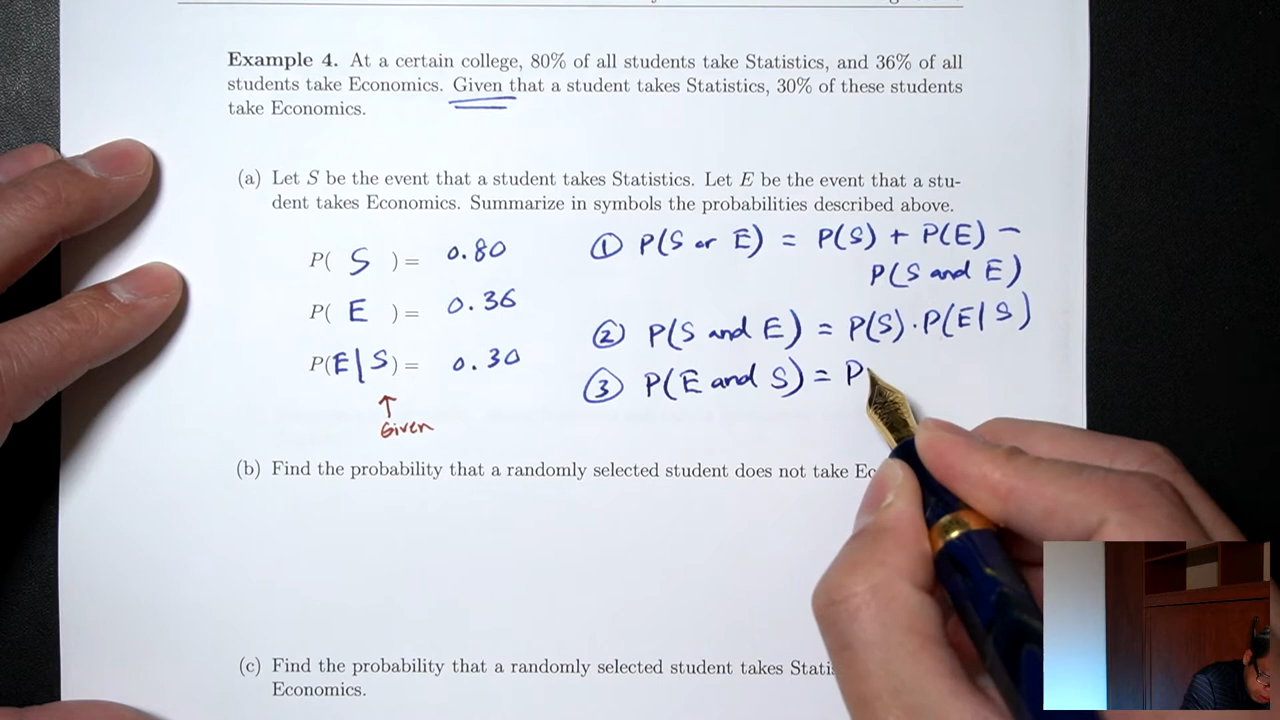 Example 4. At a certain college, 80% of all students take Statistics, and 36% of all
students take Economics. Given that a student takes Statistics, 30% of these students
take Economics.
(a) Let S be the event that a student takes Statistics. Let E be the event that a stu-
dent takes Economics. Summarize in symbols the probabilities described above.
P( S ) = 0.80
P( E ) = 0.36
P(E|S) = 0.30
↑
Given
① P(S or E) = P(S) + P(E) −
P(S and E)
② P(S and E) = P(S)·P(E|S)
③ P(E and S) = P
(b) Find the probability that a randomly selected student does not take Ec
(c) Find the probability that a randomly selected student takes Stati
Economics.